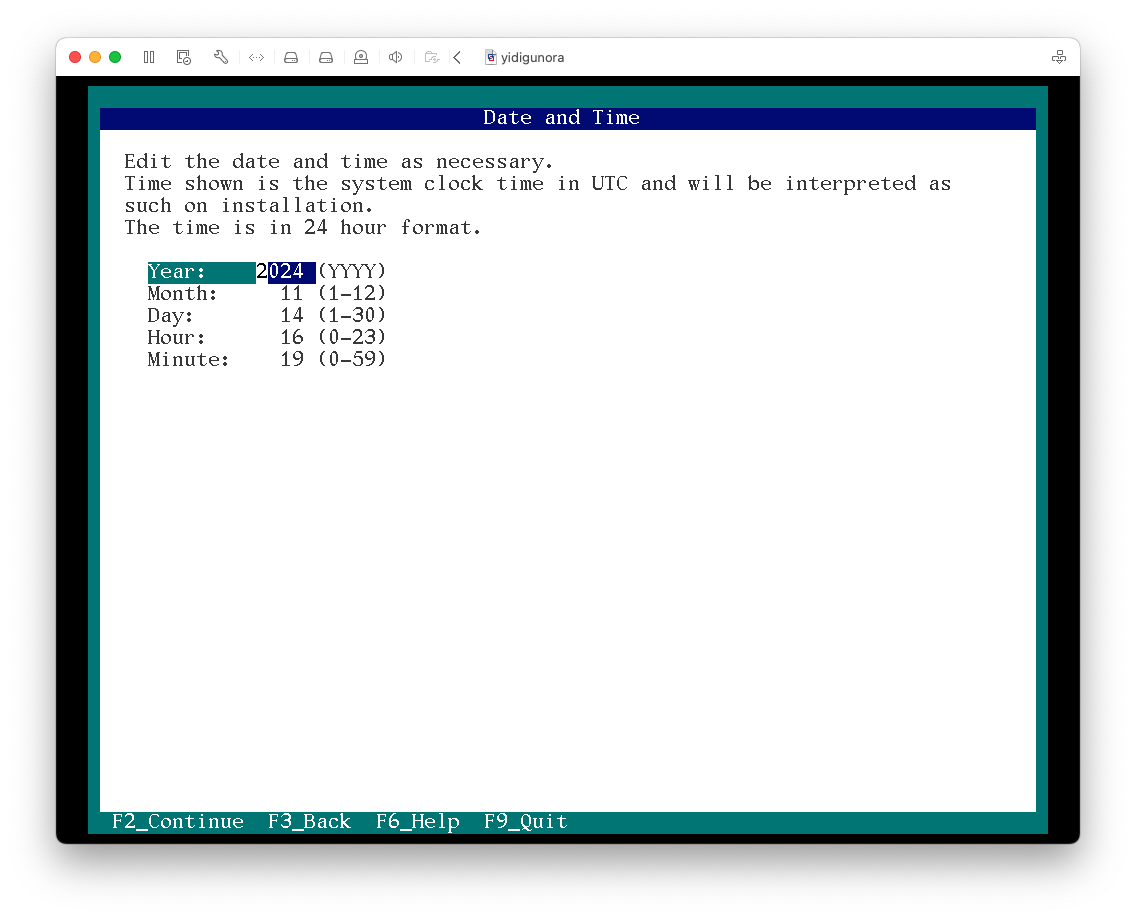 yidigunora
Date and Time
Edit the date and time as necessary.
Time shown is the system clock time in UTC and will be interpreted as
such on installation.
The time is in 24 hour format.
Year: 2024 (YYYY)
Month: 11 (1-12)
Day: 14 (1-30)
Hour: 16 (0-23)
Minute: 19 (0-59)
F2_Continue F3_Back F6_Help F9_Quit